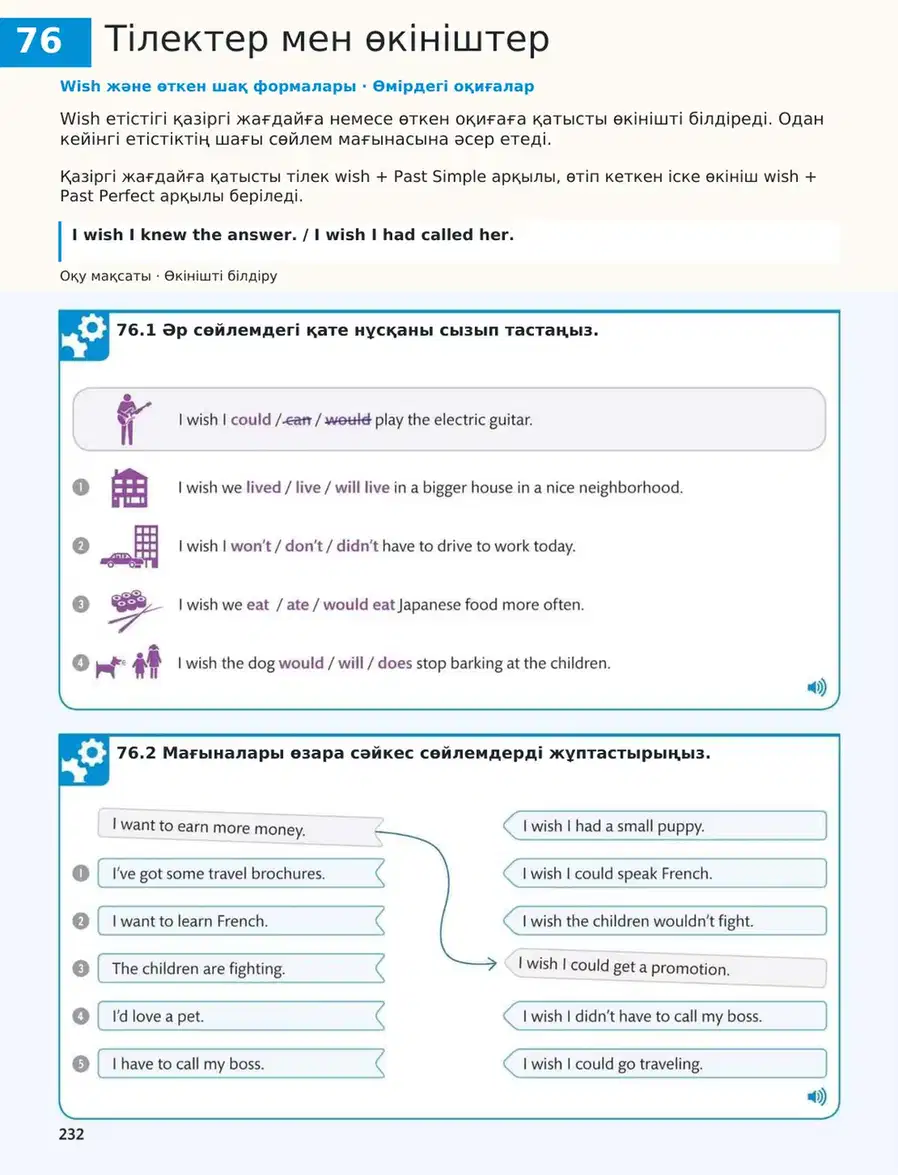 76
Тілектер мен өкініштер
Wish және өткен шақ формалары · Өмірдегі оқиғалар
Wish етістігі қазіргі жағдайға немесе өткен оқиғаға қатысты өкінішті білдіреді. Одан
кейінгі етістіктің шағы сөйлем мағынасына әсер етеді.
Қазіргі жағдайға қатысты тілек wish + Past Simple арқылы, өтіп кеткен іске өкініш wish +
Past Perfect арқылы беріледі.
I wish I knew the answer. / I wish I had called her.
Оқу мақсаты · Өкінішті білдіру
76.1 Әр сөйлемдегі қате нұсқаны сызып тастаңыз.
I wish I could / can / would play the electric guitar.
1 I wish we lived / live / will live in a bigger house in a nice neighborhood.
2 I wish I won't / don't / didn't have to drive to work today.
3 I wish we eat / ate / would eat Japanese food more often.
4 I wish the dog would / will / does stop barking at the children.
76.2 Мағыналары өзара сәйкес сөйлемдерді жұптастырыңыз.
I want to earn more money.
I wish I had a small puppy.
1 I've got some travel brochures.
I wish I could speak French.
2 I want to learn French.
I wish the children wouldn't fight.
3 The children are fighting.
I wish I could get a promotion.
4 I'd love a pet.
I wish I didn't have to call my boss.
5 I have to call my boss.
I wish I could go traveling.
232